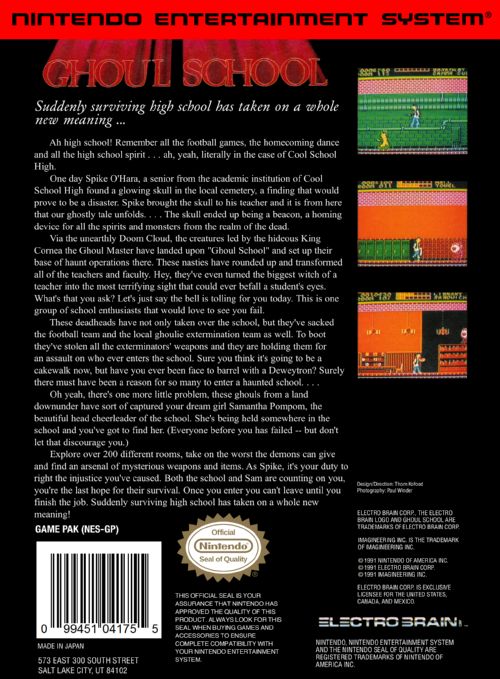 NINTENDO ENTERTAINMENT SYSTEM®
GHOUL SCHOOL
Suddenly surviving high school has taken on a whole
new meaning ...
Ah high school! Remember all the football games, the homecoming dance
and all the high school spirit . . . ah, yeah, literally in the case of Cool School
High.
One day Spike O'Hara, a senior from the academic institution of Cool
School High found a glowing skull in the local cemetery, a finding that would
prove to be a disaster. Spike brought the skull to his teacher and it is from here
that our ghostly tale unfolds. . . . The skull ended up being a beacon, a homing
device for all the spirits and monsters from the realm of the dead.
Via the unearthly Doom Cloud, the creatures led by the hideous King
Cornea the Ghoul Master have landed upon "Ghoul School" and set up their
base of haunt operations there. These nasties have rounded up and transformed
all of the teachers and faculty. Hey, they've even turned the biggest witch of a
teacher into the most terrifying sight that could ever befall a student's eyes.
What's that you ask? Let's just say the bell is tolling for you today. This is one
group of school enthusiasts that would love to see you fail.
These deadheads have not only taken over the school, but they've sacked
the football team and the local ghoulie extermination team as well. To boot
they've stolen all the exterminators' weapons and they are holding them for
an assault on who ever enters the school. Sure you think it's going to be a
cakewalk now, but have you ever been face to barrel with a Deweytron? Surely
there must have been a reason for so many to enter a haunted school. . . .
Oh yeah, there's one more little problem, these ghouls from a land
downunder have sort of captured your dream girl Samantha Pompom, the
beautiful head cheerleader of the school. She's being held somewhere in the
school and you've got to find her. (Everyone before you has failed -- but don't
let that discourage you.)
Explore over 200 different rooms, take on the worst the demons can give
and find an arsenal of mysterious weapons and items. As Spike, it's your duty to
right the injustice you've caused. Both the school and Sam are counting on you,
you're the last hope for their survival. Once you enter you can't leave until you
finish the job. Suddenly surviving high school has taken on a whole new
meaning!
GAME PAK (NES-GP)
0 99451 04175 5
MADE IN JAPAN
573 EAST 300 SOUTH STREET
SALT LAKE CITY, UT 84102
Official
Nintendo
Seal of Quality
®
THIS OFFICIAL SEAL IS YOUR
ASSURANCE THAT NINTENDO HAS
APPROVED THE QUALITY OF THIS
PRODUCT. ALWAYS LOOK FOR THIS
SEAL WHEN BUYING GAMES AND
ACCESSORIES TO ENSURE
COMPLETE COMPATIBILITY WITH
YOUR NINTENDO ENTERTAINMENT
SYSTEM.
Design/Direction: Thom Kofoed
Photography: Paul Winder
ELECTRO BRAIN CORP., THE ELECTRO
BRAIN LOGO AND GHOUL SCHOOL ARE
TRADEMARKS OF ELECTRO BRAIN CORP.
IMAGINEERING INC. IS THE TRADEMARK
OF IMAGINEERING INC.
© 1991 NINTENDO OF AMERICA INC.
© 1991 ELECTRO BRAIN CORP.
© 1991 IMAGINEERING INC.
ELECTRO BRAIN CORP. IS EXCLUSIVE
LICENSEE FOR THE UNITED STATES,
CANADA, AND MEXICO.
ELECTRO BRAIN
NINTENDO, NINTENDO ENTERTAINMENT SYSTEM
AND THE NINTENDO SEAL OF QUALITY ARE
REGISTERED TRADEMARKS OF NINTENDO OF
AMERICA INC.